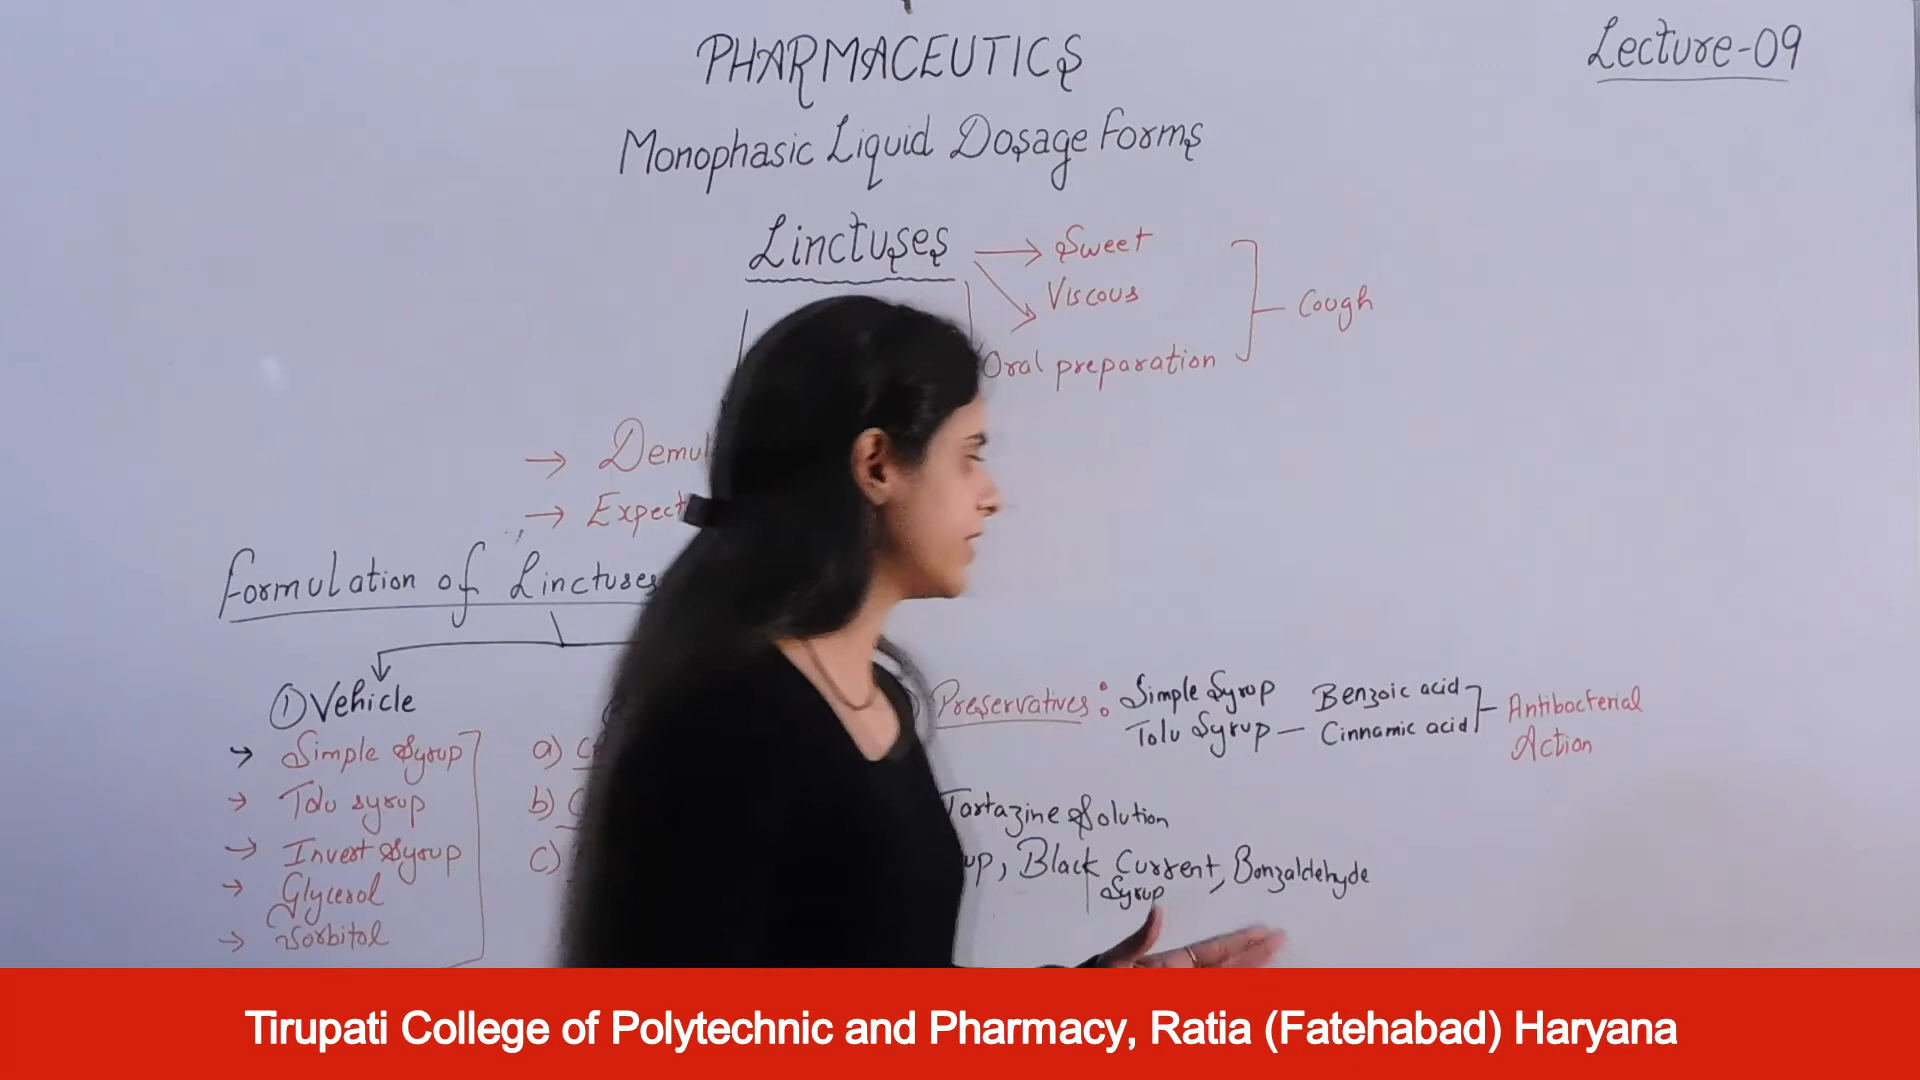 PHARMACEUTICS
Lecture-09
Monophasic Liquid Dosage Forms
Linctuses → Sweet
Viscous
Cough
Oral preparation
→ Demul
→ Expect
Formulation of Linctuses
① Vehicle
→ Simple Syrup
→ Tolu syrup
→ Invert Syrup
→ Glycerol
→ Sorbitol
a)
b)
c)
Preservatives : Simple Syrup Benzoic acid
Tolu Syrup — Cinnamic acid
Antibacterial
Action
Tartazine Solution
up, Black Current, Benzaldehyde
Syrup
Tirupati College of Polytechnic and Pharmacy, Ratia (Fatehabad) Haryana